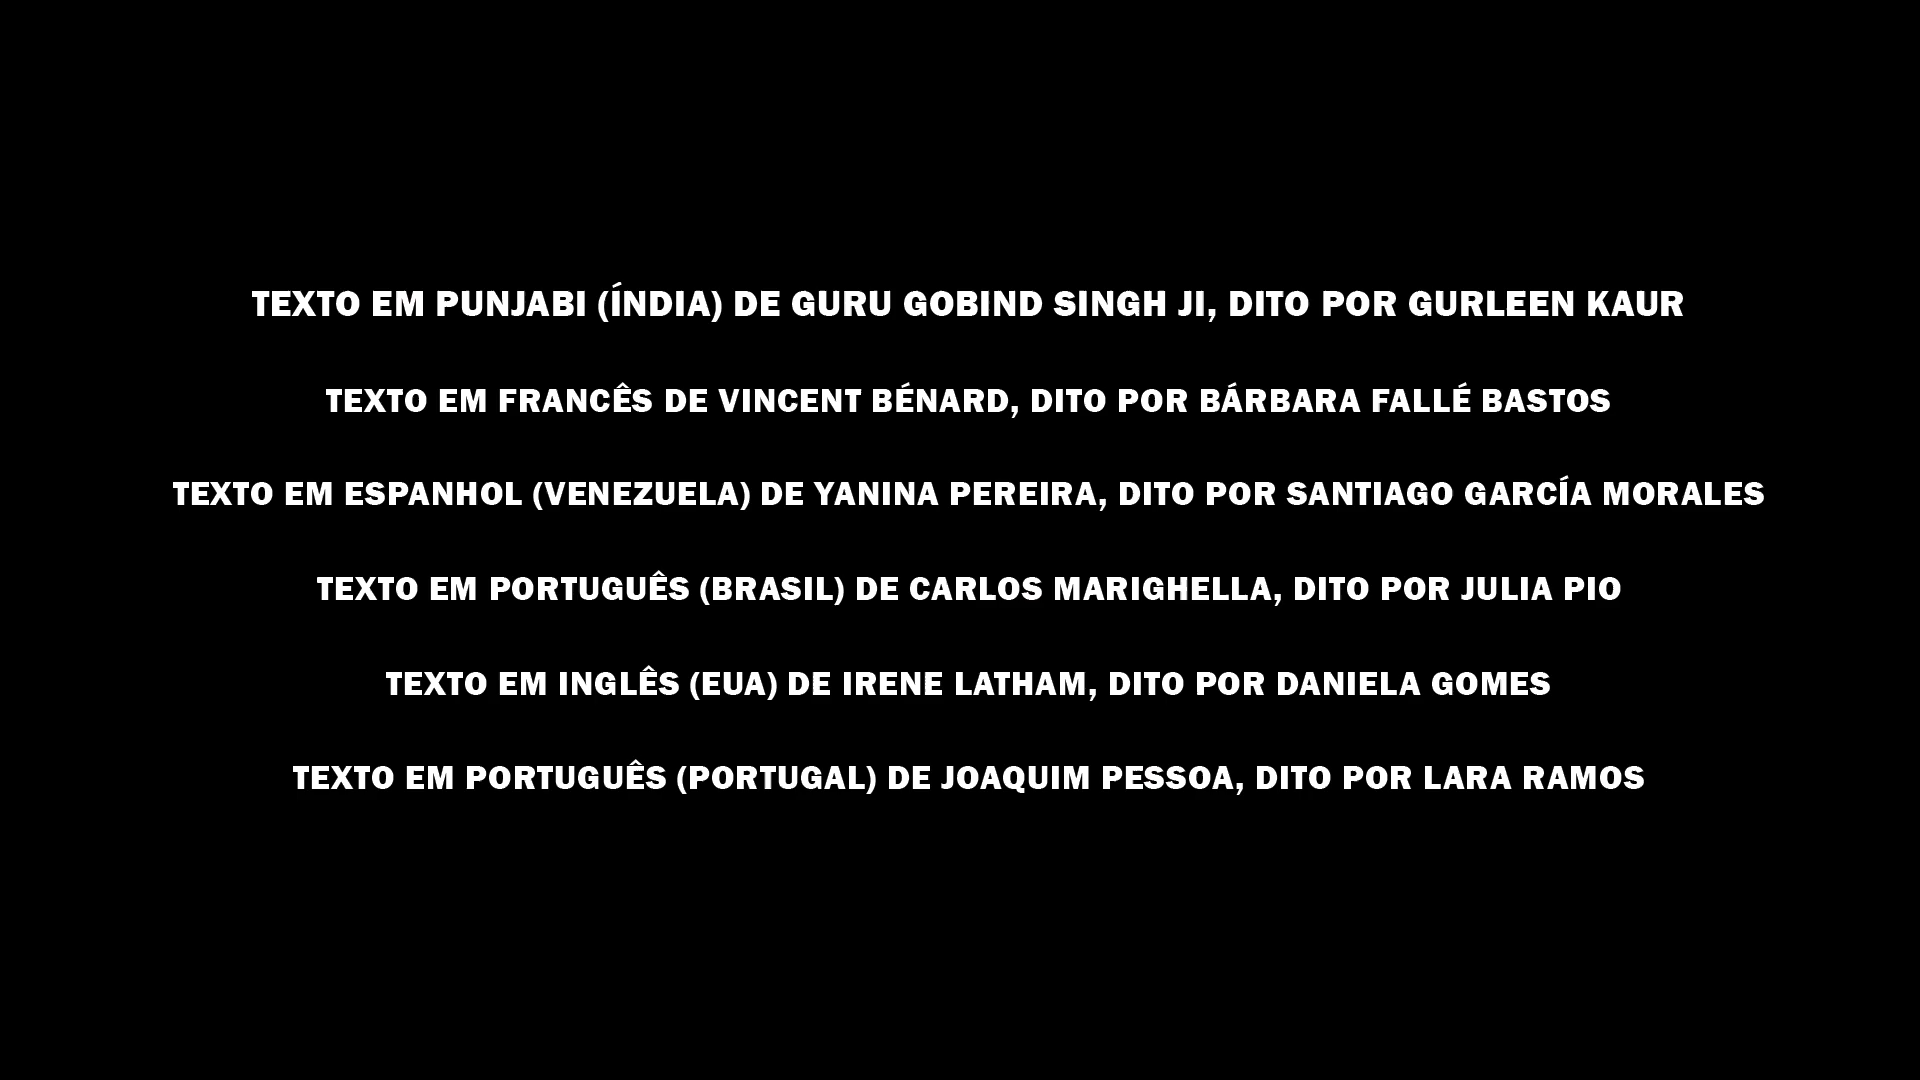 TEXTO EM PUNJABI (ÍNDIA) DE GURU GOBIND SINGH JI, DITO POR GURLEEN KAUR
TEXTO EM FRANCÊS DE VINCENT BÉNARD, DITO POR BÁRBARA FALLÉ BASTOS
TEXTO EM ESPANHOL (VENEZUELA) DE YANINA PEREIRA, DITO POR SANTIAGO GARCÍA MORALES
TEXTO EM PORTUGUÊS (BRASIL) DE CARLOS MARIGHELLA, DITO POR JULIA PIO
TEXTO EM INGLÊS (EUA) DE IRENE LATHAM, DITO POR DANIELA GOMES
TEXTO EM PORTUGUÊS (PORTUGAL) DE JOAQUIM PESSOA, DITO POR LARA RAMOS